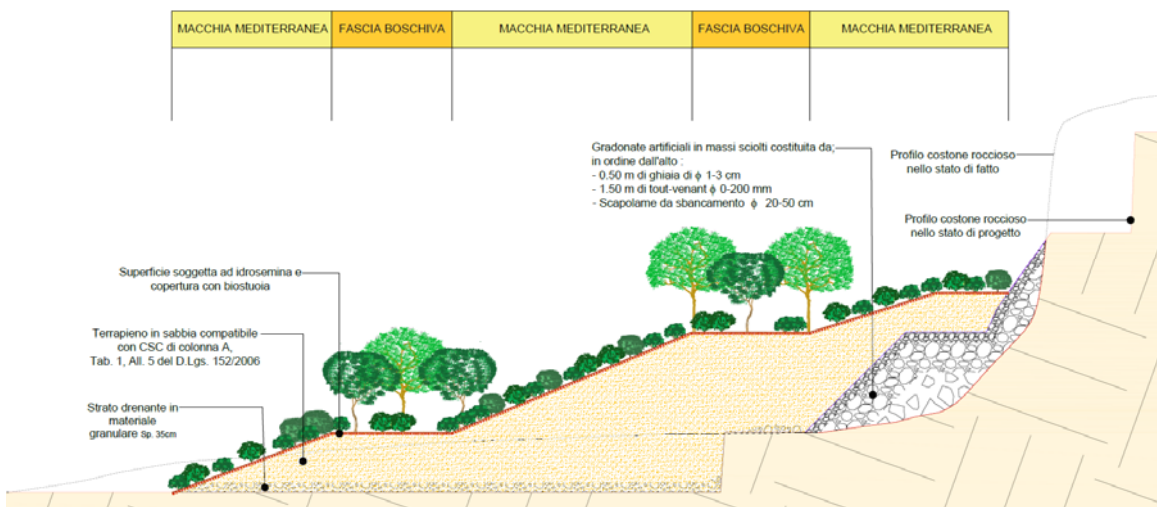 MACCHIA MEDITERRANEA
FASCIA BOSCHIVA
MACCHIA MEDITERRANEA
FASCIA BOSCHIVA
MACCHIA MEDITERRANEA
Gradonate artificiali in massi sciolti costituita da;
in ordine dall'alto :
- 0.50 m di ghiaia di ϕ 1-3 cm
- 1.50 m di tout-venant ϕ 0-200 mm
- Scapolame da sbancamento ϕ 20-50 cm
Profilo costone roccioso
nello stato di fatto
Profilo costone roccioso
nello stato di progetto
Superficie soggetta ad idrosemina e
copertura con biostuoia
Terrapieno in sabbia compatibile
con CSC di colonna A,
Tab. 1, All. 5 del D.Lgs. 152/2006
Strato drenante in
materiale
granulare sp. 35cm